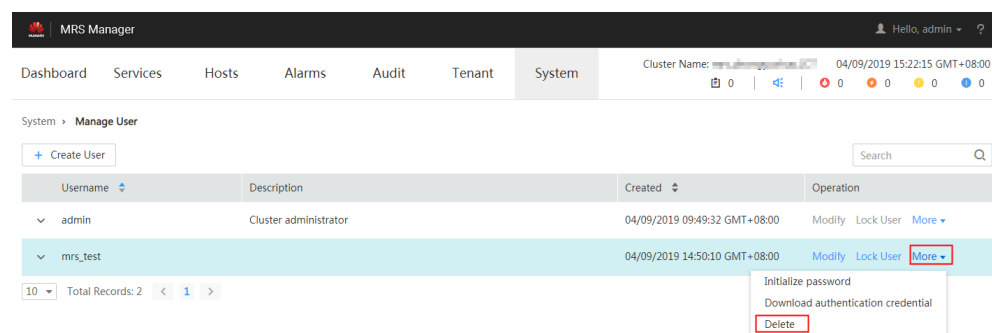 HUAWEI MRS Manager Hello, admin ?
Dashboard Services Hosts Alarms Audit Tenant System Cluster Name: 04/09/2019 15:22:15 GMT+08:00
0 0 0 0 0
System > Manage User
+ Create User Search
Username Description Created Operation
admin Cluster administrator 04/09/2019 09:49:32 GMT+08:00 Modify Lock User More
mrs_test 04/09/2019 14:50:10 GMT+08:00 Modify Lock User More
10 Total Records: 2 < 1 >
Initialize password
Download authentication credential
Delete